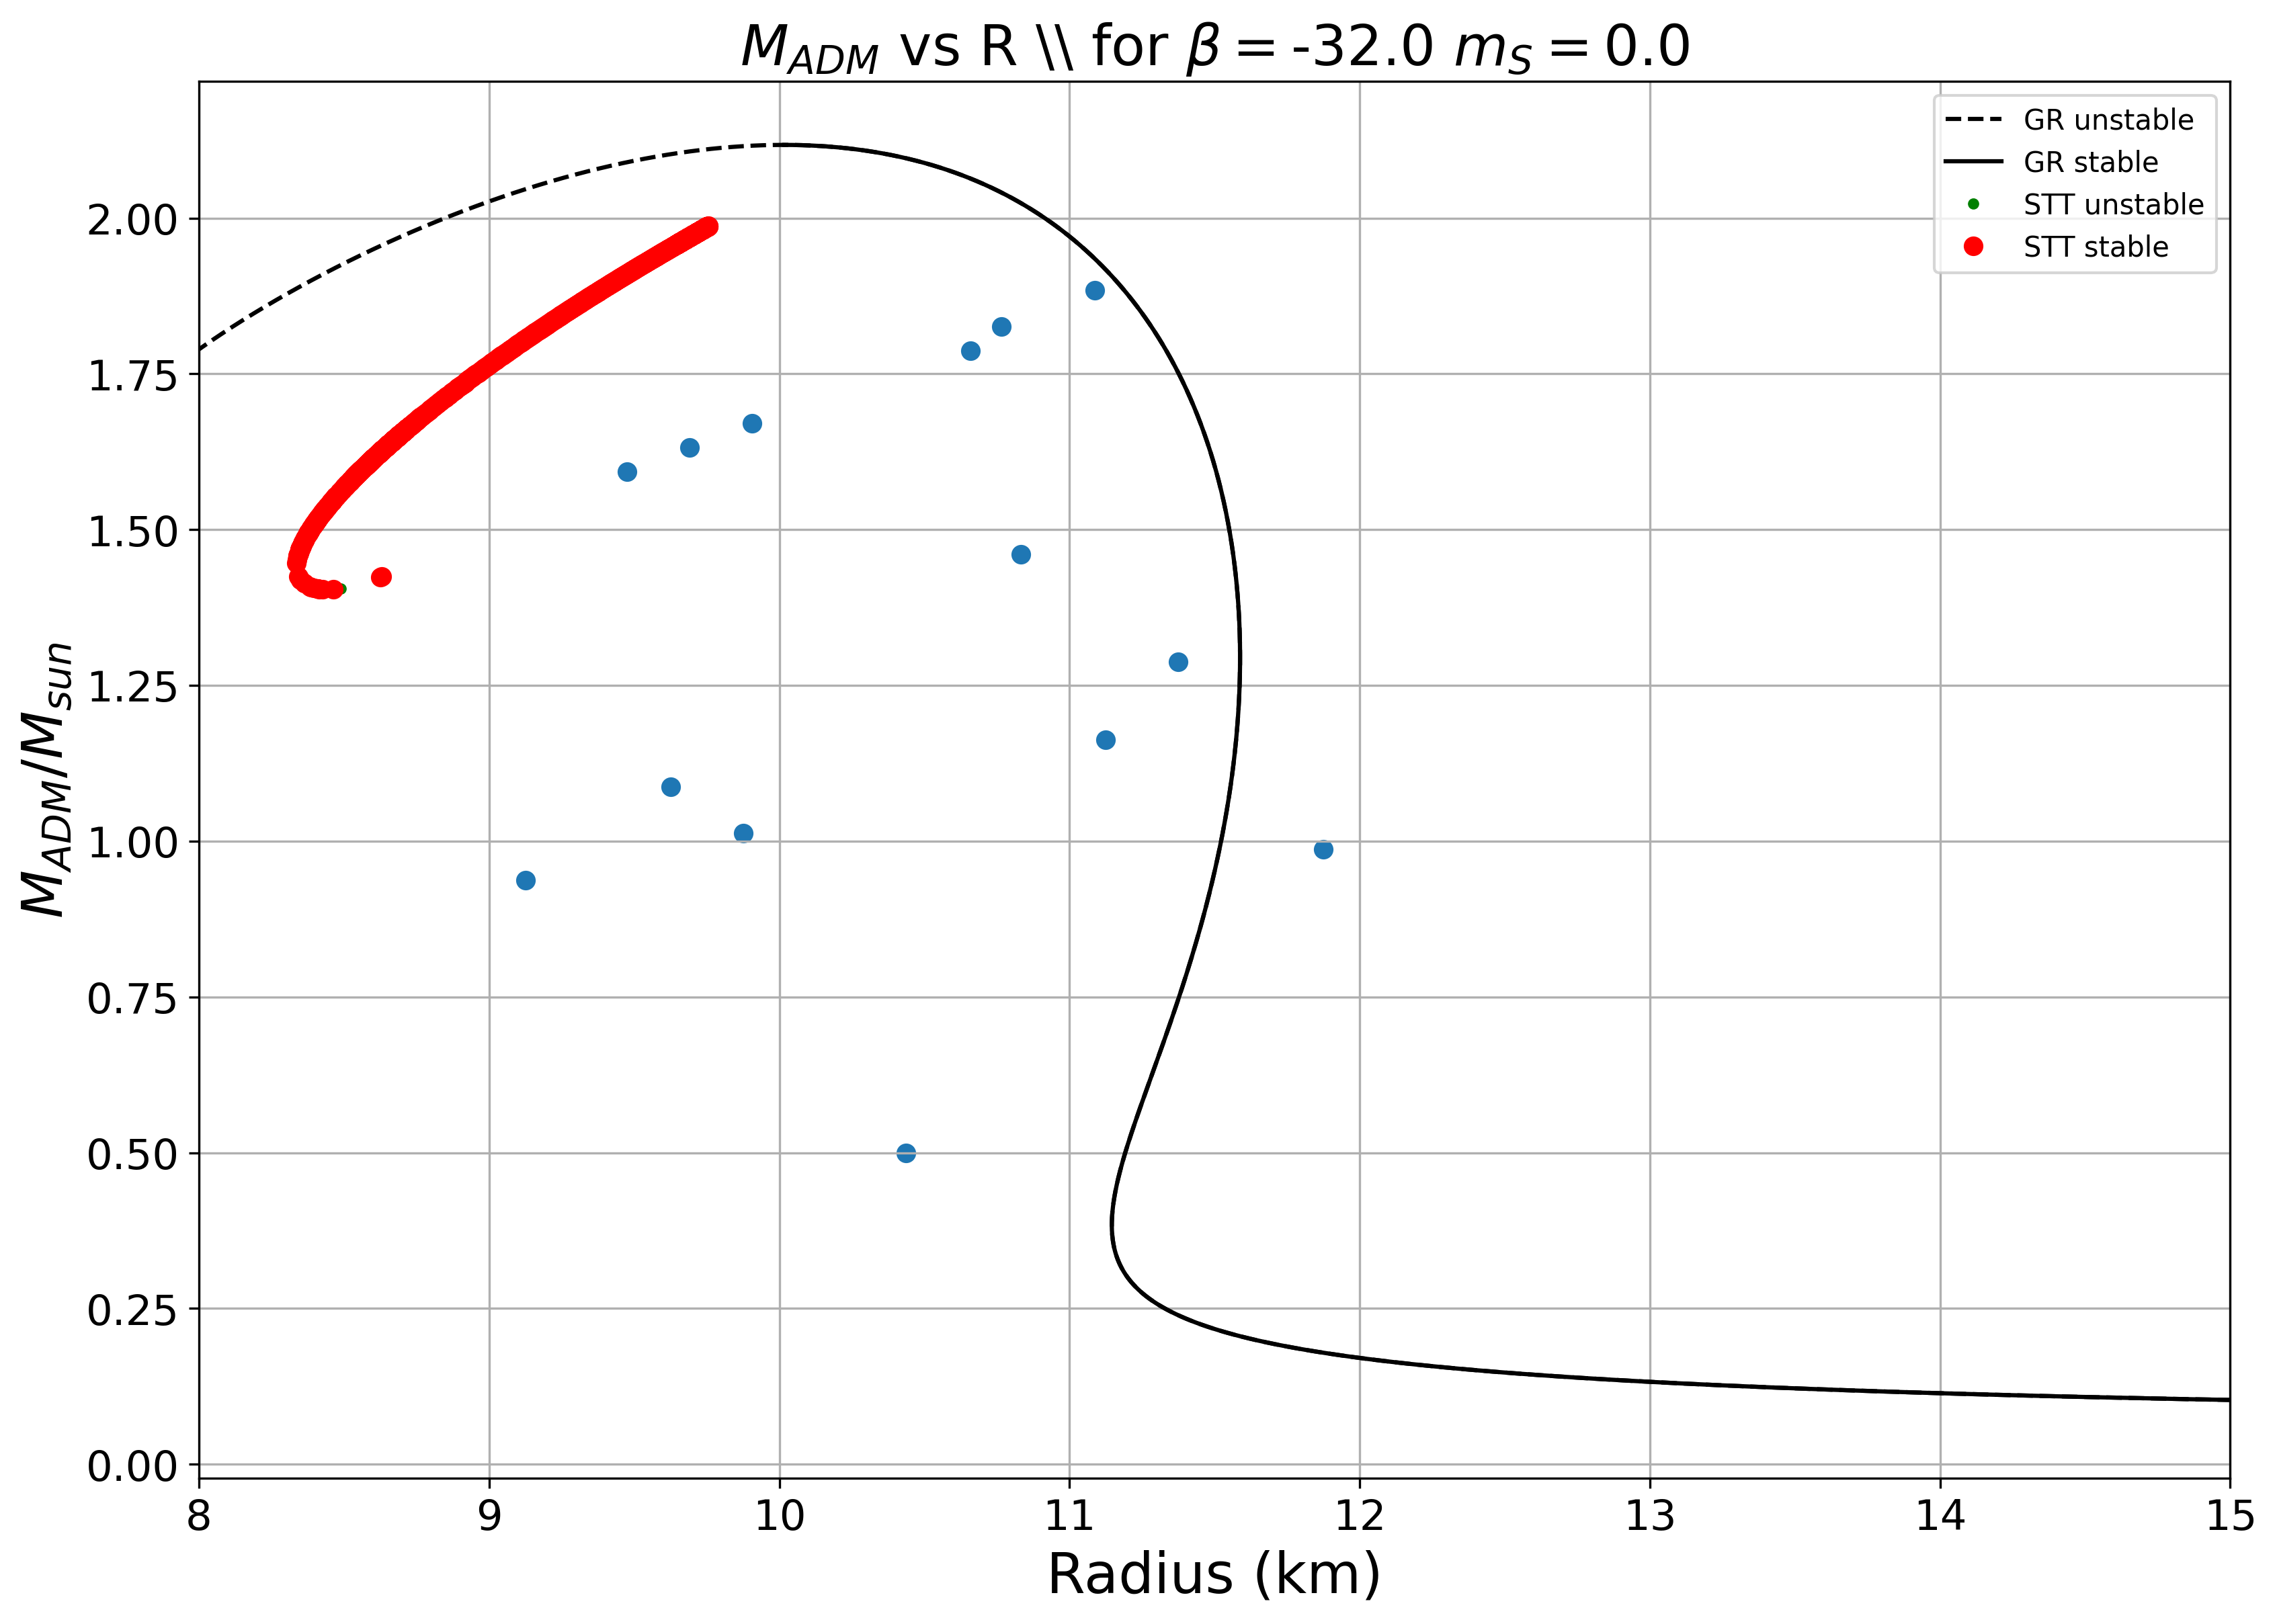 M_ADM vs R \\ for β = -32.0 m_S = 0.0
GR unstable
GR stable
STT unstable
STT stable
M_ADM/M_sun
2.00
1.75
1.50
1.25
1.00
0.75
0.50
0.25
0.00
8 9 10 11 12 13 14 15
Radius (km)